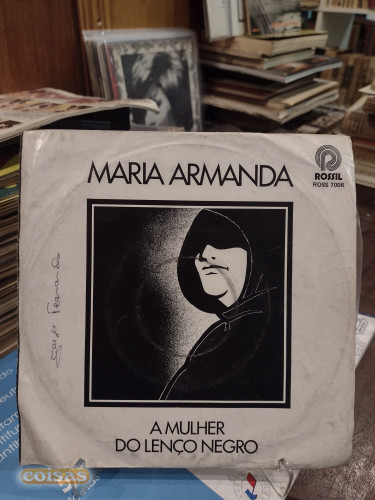 MARIA ARMANDA
ROSSIL
ROSS 7006
A MULHER
DO LENÇO NEGRO
coisas